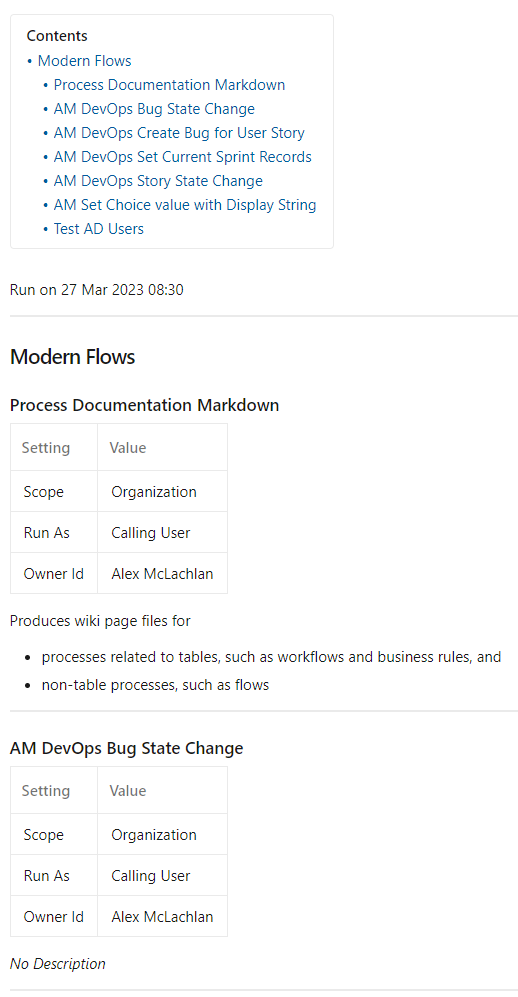 Contents
• Modern Flows
• Process Documentation Markdown
• AM DevOps Bug State Change
• AM DevOps Create Bug for User Story
• AM DevOps Set Current Sprint Records
• AM DevOps Story State Change
• AM Set Choice value with Display String
• Test AD Users
Run on 27 Mar 2023 08:30
Modern Flows
Process Documentation Markdown
Setting Value
Scope Organization
Run As Calling User
Owner Id Alex McLachlan
Produces wiki page files for
• processes related to tables, such as workflows and business rules, and
• non-table processes, such as flows
AM DevOps Bug State Change
Setting Value
Scope Organization
Run As Calling User
Owner Id Alex McLachlan
No Description